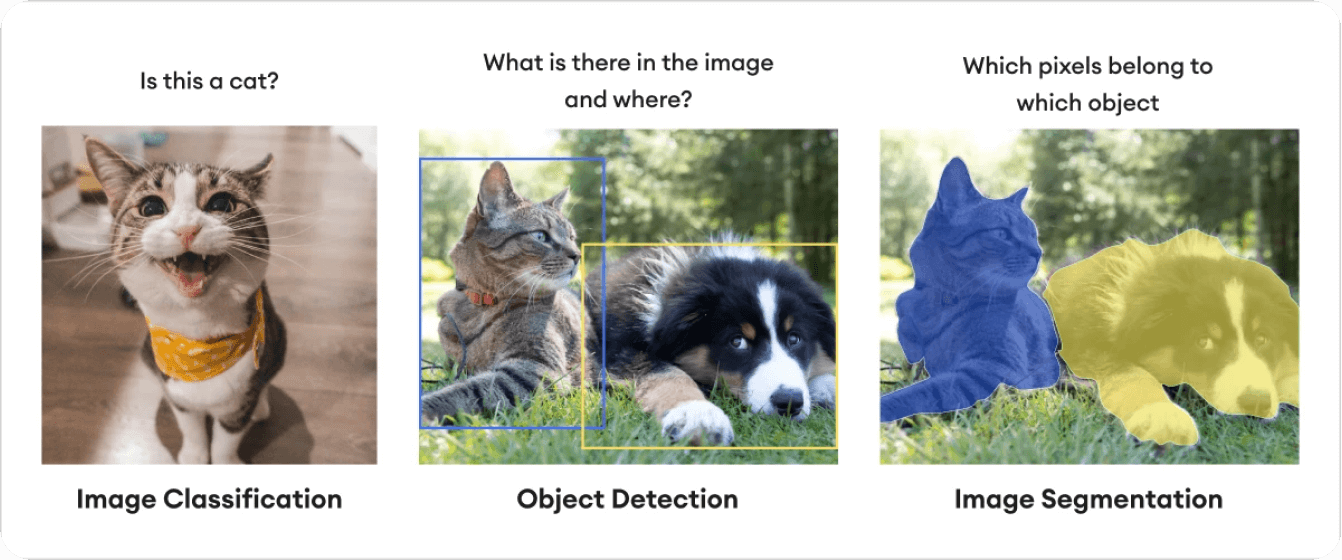 Is this a cat?
What is there in the image
and where?
Which pixels belong to
which object
Image Classification
Object Detection
Image Segmentation